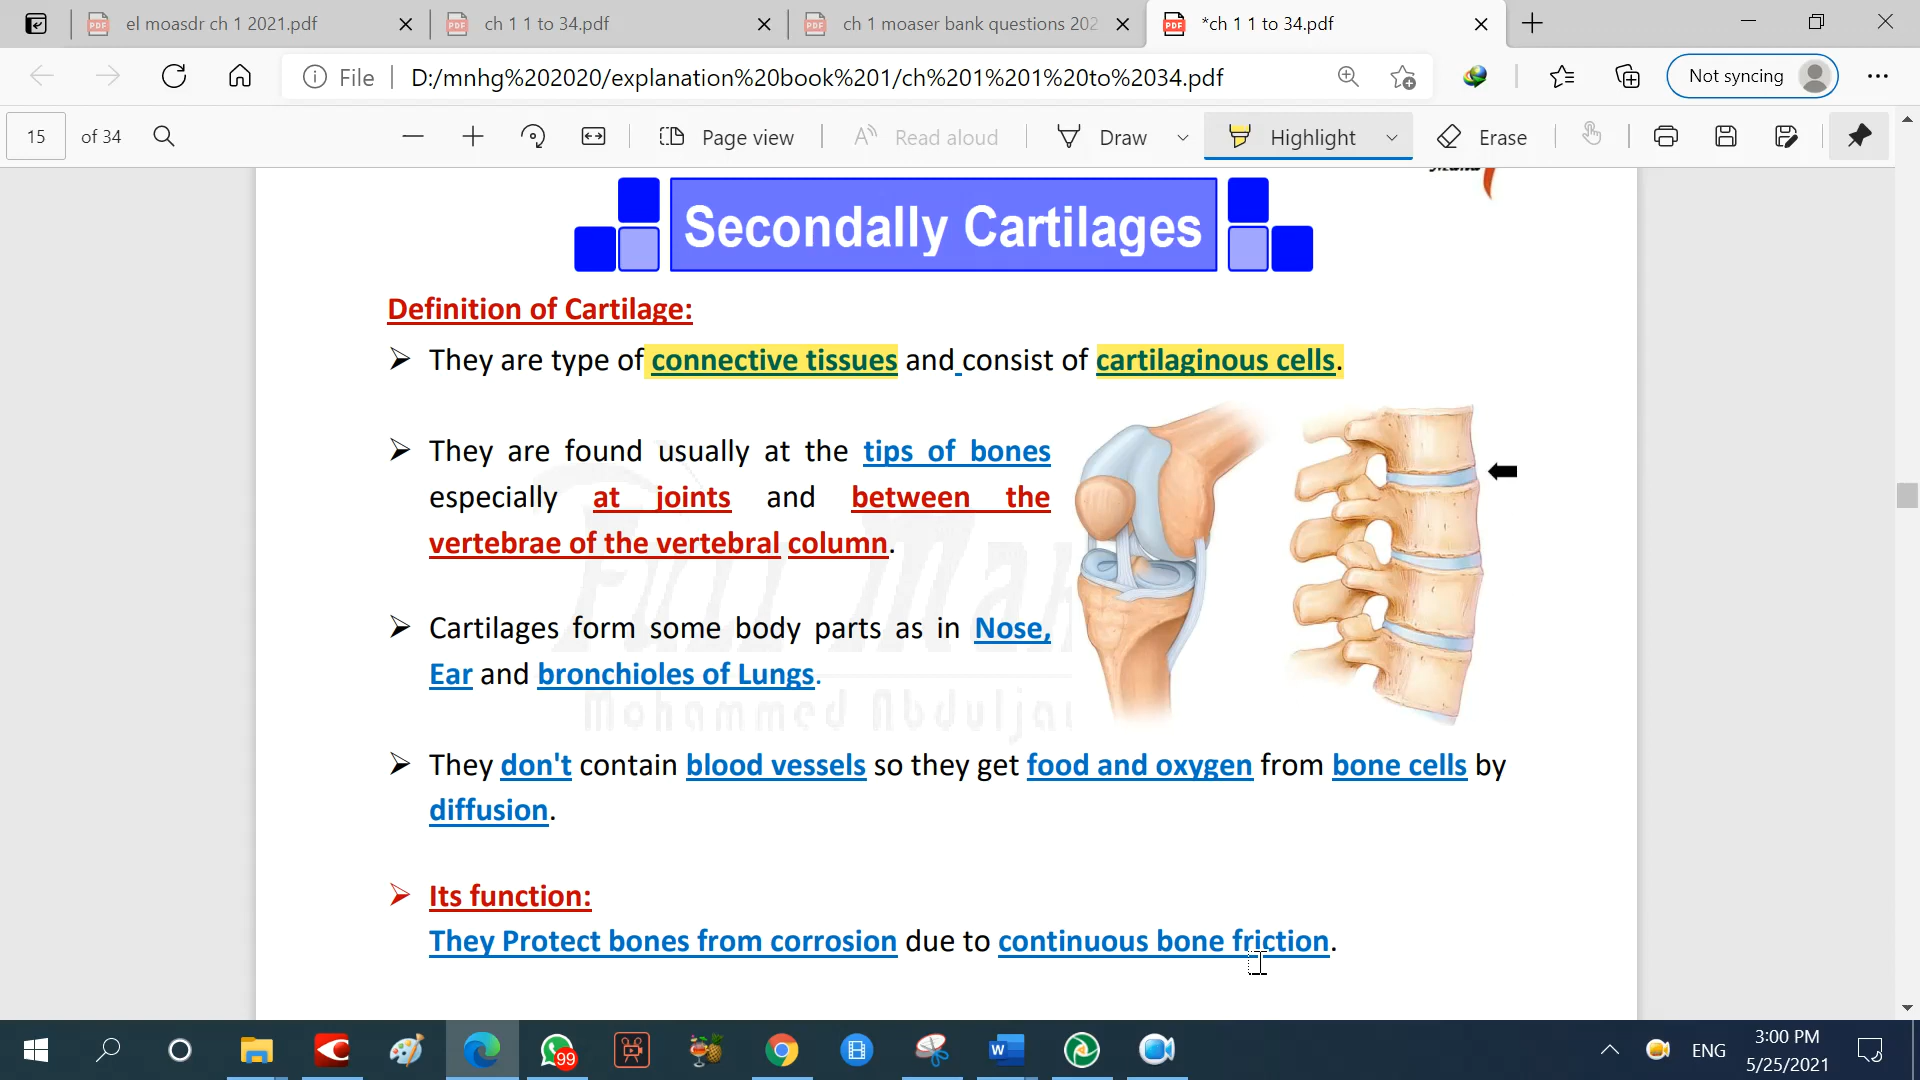 el moasdr ch 1 2021.pdf
ch 1 1 to 34.pdf
ch 1 moaser bank questions 202
*ch 1 1 to 34.pdf
File
D:/mnhg%202020/explanation%20book%201/ch%201%201%20to%2034.pdf
Not syncing
15 of 34
Page view
Read aloud
Draw
Highlight
Erase
Secondally Cartilages
Definition of Cartilage:
They are type of connective tissues and consist of cartilaginous cells.
They are found usually at the tips of bones
especially at joints and between the
vertebrae of the vertebral column.
Cartilages form some body parts as in Nose,
Ear and bronchioles of Lungs.
Mohammed Abdulja
They don't contain blood vessels so they get food and oxygen from bone cells by
diffusion.
Its function:
They Protect bones from corrosion due to continuous bone friction.
99
ENG
3:00 PM
5/25/2021